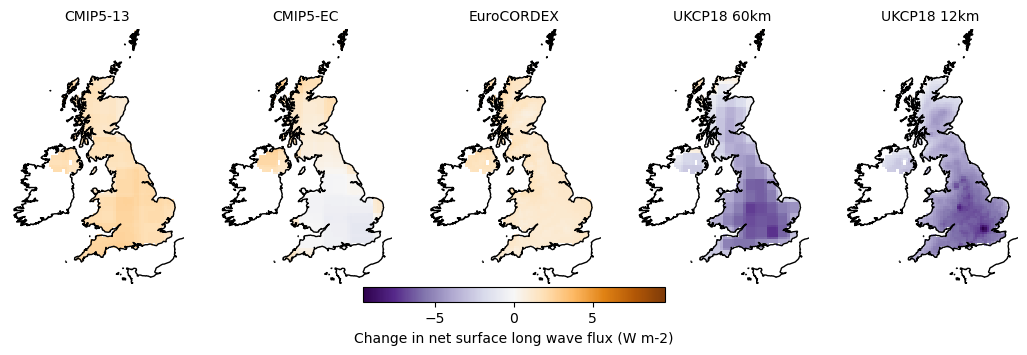 CMIP5-13 CMIP5-EC EuroCORDEX UKCP18 60km UKCP18 12km
−5 0 5
Change in net surface long wave flux (W m-2)